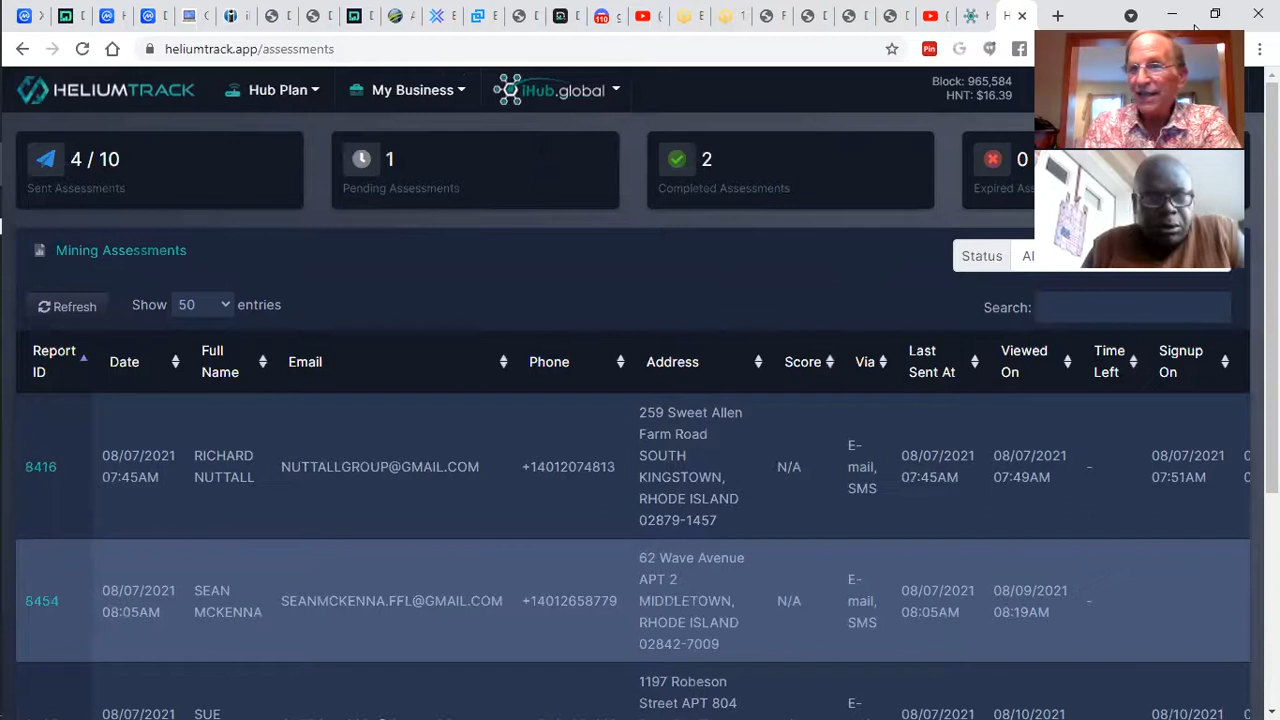 heliumtrack.app/assessments
HELIUMTRACK
Hub Plan
My Business
iHub.global
Block: 965,584
HNT: $16.39
4 / 10
Sent Assessments
1
Pending Assessments
2
Completed Assessments
0
Expired Ass
Mining Assessments
Status
Al
Refresh
Show 50 entries
Search:
Report ID
Date
Full Name
Email
Phone
Address
Score
Via
Last Sent At
Viewed On
Time Left
Signup On
8416
08/07/2021 07:45AM
RICHARD NUTTALL
NUTTALLGROUP@GMAIL.COM
+14012074813
259 Sweet Allen
Farm Road
SOUTH
KINGSTOWN,
RHODE ISLAND
02879-1457
N/A
E-
mail,
SMS
08/07/2021 07:45AM
08/07/2021 07:49AM
-
08/07/2021 07:51AM
8454
08/07/2021 08:05AM
SEAN MCKENNA
SEANMCKENNA.FFL@GMAIL.COM
+14012658779
62 Wave Avenue
APT 2
MIDDLETOWN,
RHODE ISLAND
02842-7009
N/A
E-
mail,
SMS
08/07/2021 08:05AM
08/09/2021 08:19AM
-
08/07/2021
SUE
1197 Robeson
Street APT 804
E-
08/07/2021
08/10/2021
08/10/2021